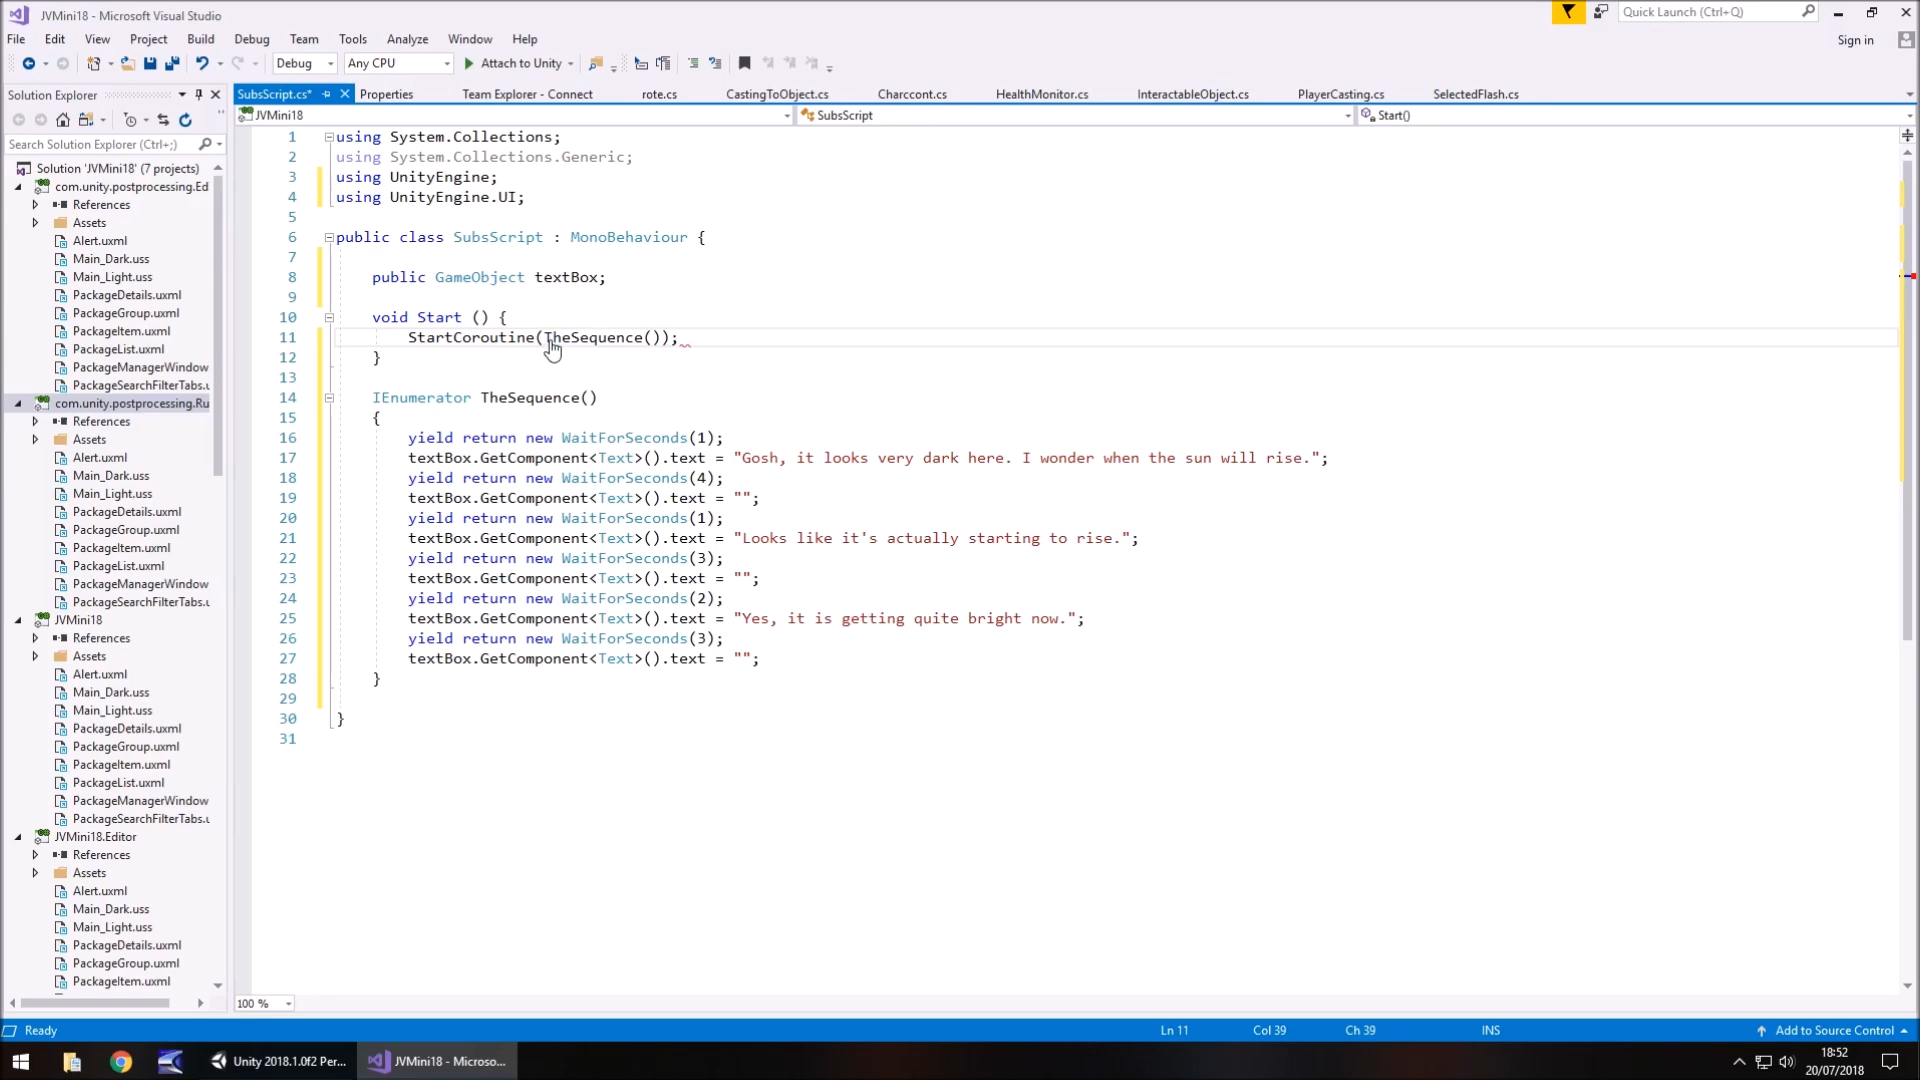 JVMini18 - Microsoft Visual Studio
Quick Launch (Ctrl+Q)
File Edit View Project Build Debug Team Tools Analyze Window Help
Sign in
Debug Any CPU Attach to Unity
Solution Explorer
SubsScript.cs* Properties Team Explorer - Connect rote.cs CastingToObject.cs Charccont.cs HealthMonitor.cs InteractableObject.cs PlayerCasting.cs SelectedFlash.cs
JVMini18 SubsScript Start()
Search Solution Explorer (Ctrl+;)
Solution 'JVMini18' (7 projects)
com.unity.postprocessing.Ed
References
Assets
Alert.uxml
Main_Dark.uss
Main_Light.uss
PackageDetails.uxml
PackageGroup.uxml
PackageItem.uxml
PackageList.uxml
PackageManagerWindow
PackageSearchFilterTabs.u
com.unity.postprocessing.Ru
References
Assets
Alert.uxml
Main_Dark.uss
Main_Light.uss
PackageDetails.uxml
PackageGroup.uxml
PackageItem.uxml
PackageList.uxml
PackageManagerWindow
PackageSearchFilterTabs.u
JVMini18
References
Assets
Alert.uxml
Main_Dark.uss
Main_Light.uss
PackageDetails.uxml
PackageGroup.uxml
PackageItem.uxml
PackageList.uxml
PackageManagerWindow
PackageSearchFilterTabs.u
JVMini18.Editor
References
Assets
Alert.uxml
Main_Dark.uss
Main_Light.uss
PackageDetails.uxml
PackageGroup.uxml
PackageItem.uxml
1 using System.Collections;
2 using System.Collections.Generic;
3 using UnityEngine;
4 using UnityEngine.UI;
5
6 public class SubsScript : MonoBehaviour {
7
8 public GameObject textBox;
9
10 void Start () {
11 StartCoroutine(TheSequence());
12 }
13
14 IEnumerator TheSequence()
15 {
16 yield return new WaitForSeconds(1);
17 textBox.GetComponent<Text>().text = "Gosh, it looks very dark here. I wonder when the sun will rise.";
18 yield return new WaitForSeconds(4);
19 textBox.GetComponent<Text>().text = "";
20 yield return new WaitForSeconds(1);
21 textBox.GetComponent<Text>().text = "Looks like it's actually starting to rise.";
22 yield return new WaitForSeconds(3);
23 textBox.GetComponent<Text>().text = "";
24 yield return new WaitForSeconds(2);
25 textBox.GetComponent<Text>().text = "Yes, it is getting quite bright now.";
26 yield return new WaitForSeconds(3);
27 textBox.GetComponent<Text>().text = "";
28 }
29
30 }
31
100 %
Ready Ln 11 Col 39 Ch 39 INS Add to Source Control
Unity 2018.1.0f2 Per... JVMini18 - Microso...
18:52
20/07/2018